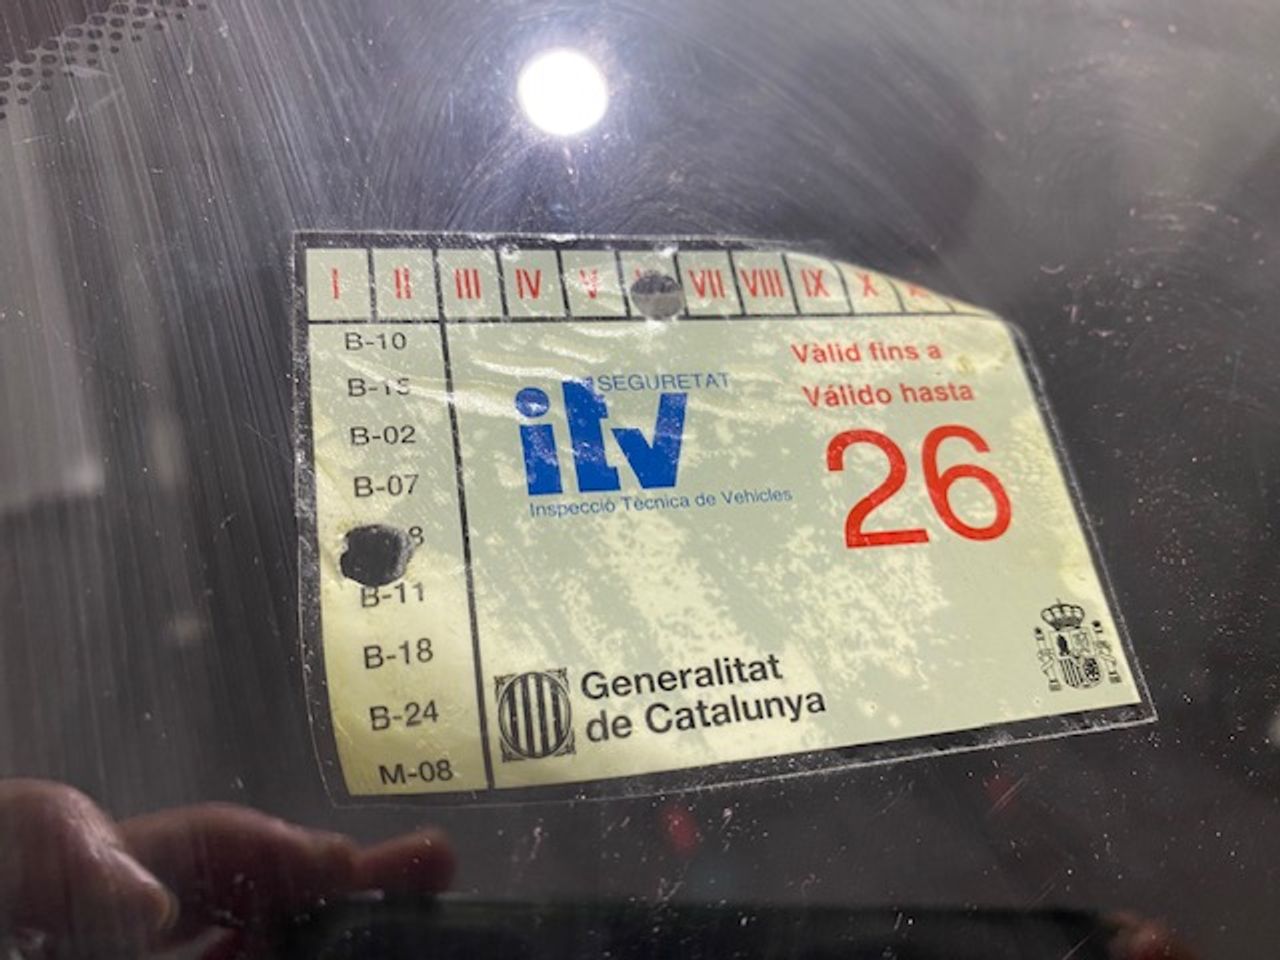 I II III IV V VII VIII IX X
B-10
B-15
B-02
B-07
B-11
B-18
B-24
M-08
SEGURETAT
itv
Inspecció Tècnica de Vehicles
Vàlid fins a
Válido hasta
26
Generalitat
de Catalunya